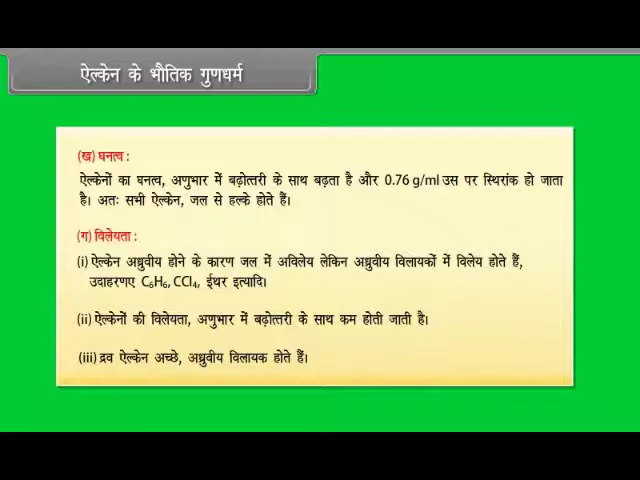 ऐल्केन के भौतिक गुणधर्म
(ख) घनत्व :
ऐल्केनों का घनत्व, अणुभार में बढ़ोत्तरी के साथ बढ़ता है और 0.76 g/ml उस पर स्थिरांक हो जाता
है। अतः सभी ऐल्केन, जल से हल्के होते हैं।
(ग) विलेयता :
(i) ऐल्केन अध्रुवीय होने के कारण जल में अविलेय लेकिन अध्रुवीय विलायकों में विलेय होते हैं,
उदाहरणए C₆H₆, CCl₄, ईथर इत्यादि।
(ii) ऐल्केनों की विलेयता, अणुभार में बढ़ोत्तरी के साथ कम होती जाती है।
(iii) द्रव ऐल्केन अच्छे, अध्रुवीय विलायक होते हैं।